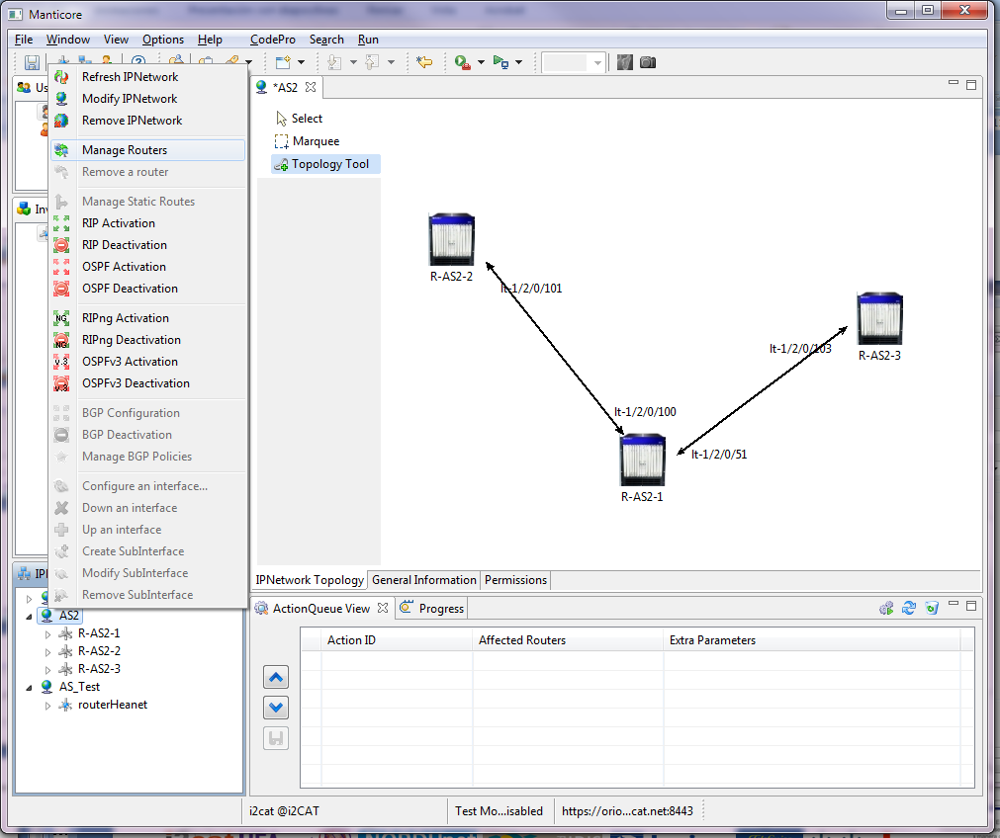 Manticore
File Window View Options Help CodePro Search Run
Us
Inv
IPN
Refresh IPNetwork
Modify IPNetwork
Remove IPNetwork
Manage Routers
Remove a router
Manage Static Routes
RIP Activation
RIP Deactivation
OSPF Activation
OSPF Deactivation
NG RIPng Activation
NG RIPng Deactivation
v.3 OSPFv3 Activation
v.3 OSPFv3 Deactivation
BGP Configuration
BGP Deactivation
Manage BGP Policies
Configure an interface...
Down an interface
Up an interface
Create SubInterface
Modify SubInterface
Remove SubInterface
AS2
R-AS2-1
R-AS2-2
R-AS2-3
AS_Test
routerHeanet
*AS2
Select
Marquee
Topology Tool
R-AS2-2
lt-1/2/0/101
lt-1/2/0/103
R-AS2-3
lt-1/2/0/100
lt-1/2/0/51
R-AS2-1
IPNetwork Topology General Information Permissions
ActionQueue View Progress
Action ID Affected Routers Extra Parameters
i2cat @i2CAT Test Mo...isabled https://orio...cat.net:8443